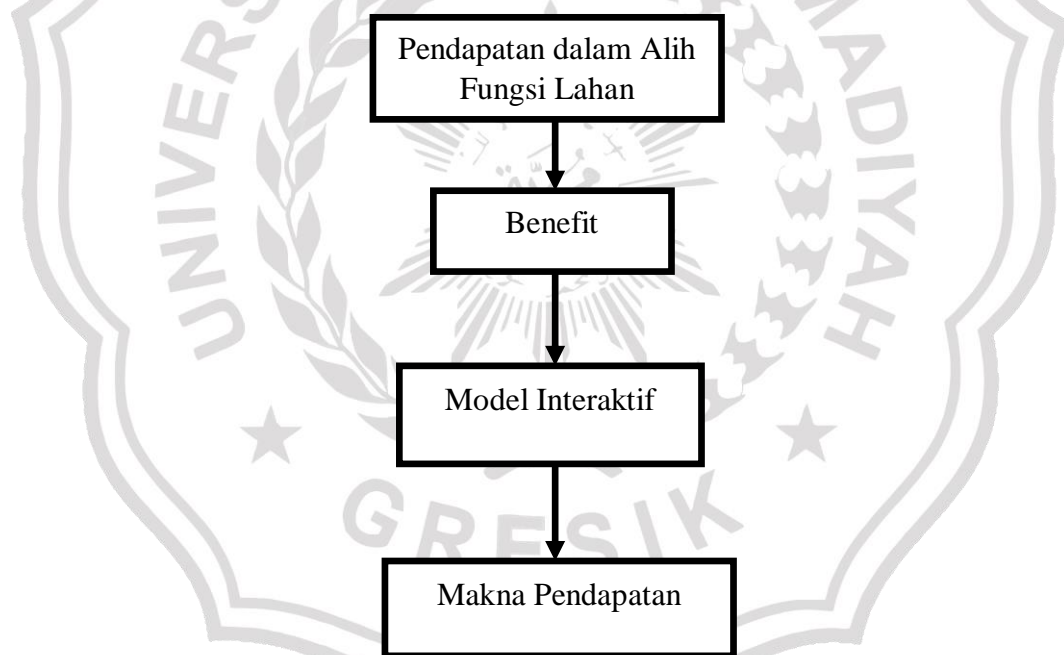 Pendapatan dalam Alih
Fungsi Lahan
Benefit
Model Interaktif
Makna Pendapatan
GRESIK